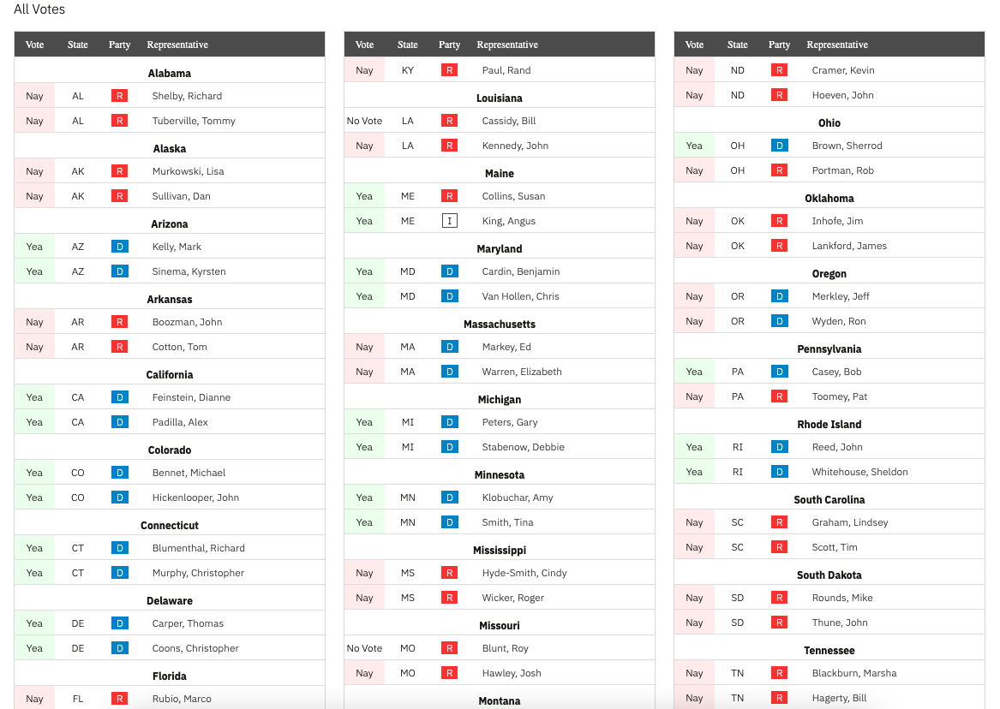 All Votes
Vote State Party Representative
Alabama
Nay AL R Shelby, Richard
Nay AL R Tuberville, Tommy
Alaska
Nay AK R Murkowski, Lisa
Nay AK R Sullivan, Dan
Arizona
Yea AZ D Kelly, Mark
Yea AZ D Sinema, Kyrsten
Arkansas
Nay AR R Boozman, John
Nay AR R Cotton, Tom
California
Yea CA D Feinstein, Dianne
Yea CA D Padilla, Alex
Colorado
Yea CO D Bennet, Michael
Yea CO D Hickenlooper, John
Connecticut
Yea CT D Blumenthal, Richard
Yea CT D Murphy, Christopher
Delaware
Yea DE D Carper, Thomas
Yea DE D Coons, Christopher
Florida
Nay FL R Rubio, Marco
Vote State Party Representative
Nay KY R Paul, Rand
Louisiana
No Vote LA R Cassidy, Bill
Nay LA R Kennedy, John
Maine
Yea ME R Collins, Susan
Yea ME I King, Angus
Maryland
Yea MD D Cardin, Benjamin
Yea MD D Van Hollen, Chris
Massachusetts
Nay MA D Markey, Ed
Nay MA D Warren, Elizabeth
Michigan
Yea MI D Peters, Gary
Yea MI D Stabenow, Debbie
Minnesota
Yea MN D Klobuchar, Amy
Yea MN D Smith, Tina
Mississippi
Nay MS R Hyde-Smith, Cindy
Nay MS R Wicker, Roger
Missouri
No Vote MO R Blunt, Roy
Nay MO R Hawley, Josh
Montana
Vote State Party Representative
Nay ND R Cramer, Kevin
Nay ND R Hoeven, John
Ohio
Yea OH D Brown, Sherrod
Nay OH R Portman, Rob
Oklahoma
Nay OK R Inhofe, Jim
Nay OK R Lankford, James
Oregon
Nay OR D Merkley, Jeff
Nay OR D Wyden, Ron
Pennsylvania
Yea PA D Casey, Bob
Nay PA R Toomey, Pat
Rhode Island
Yea RI D Reed, John
Yea RI D Whitehouse, Sheldon
South Carolina
Nay SC R Graham, Lindsey
Nay SC R Scott, Tim
South Dakota
Nay SD R Rounds, Mike
Nay SD R Thune, John
Tennessee
Nay TN R Blackburn, Marsha
Nay TN R Hagerty, Bill